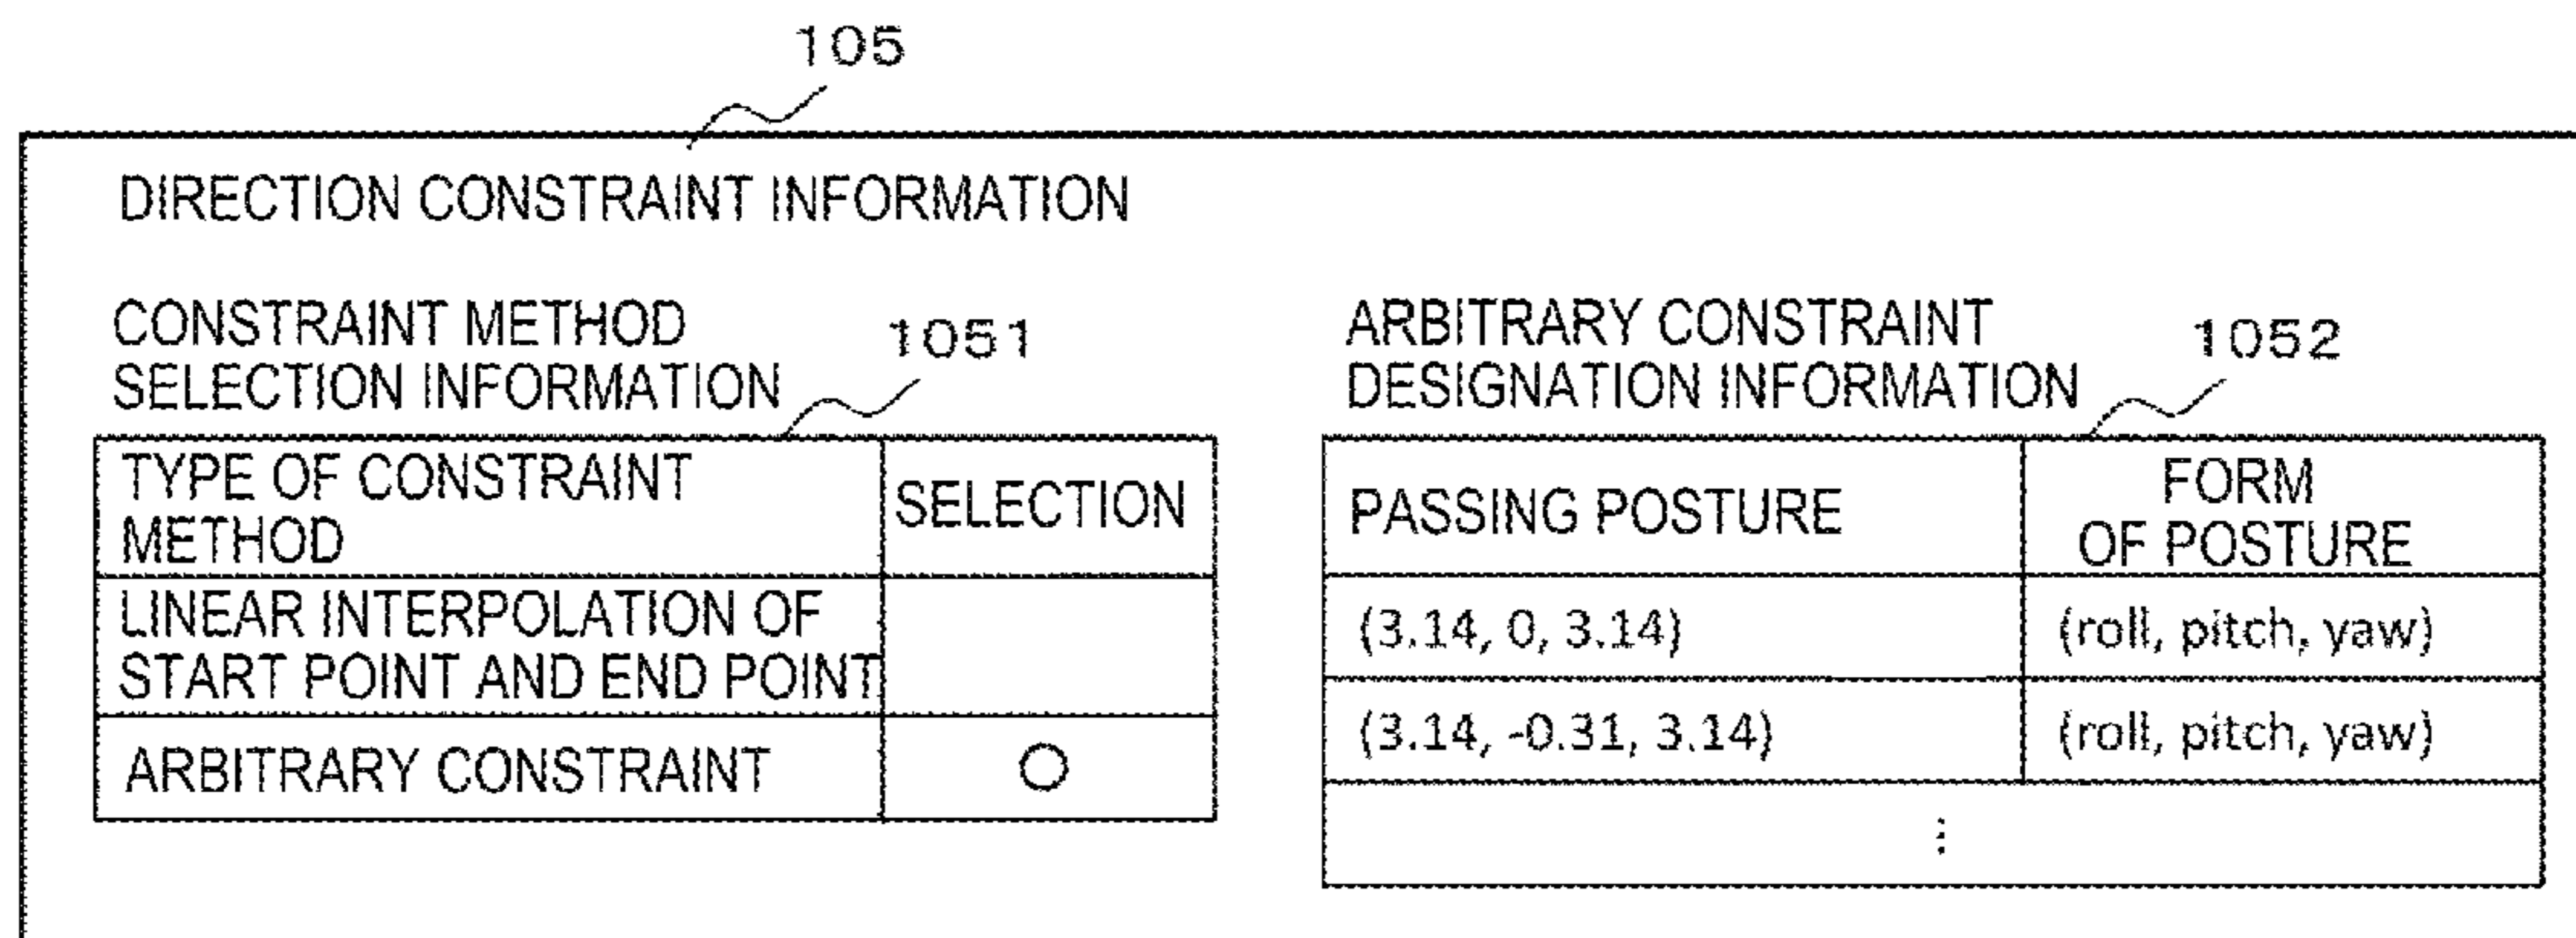 105
DIRECTION CONSTRAINT INFORMATION
CONSTRAINT METHOD
SELECTION INFORMATION
1051
TYPE OF CONSTRAINT
METHOD
SELECTION
LINEAR INTERPOLATION OF
START POINT AND END POINT
ARBITRARY CONSTRAINT
○
ARBITRARY CONSTRAINT
DESIGNATION INFORMATION
1052
PASSING POSTURE
FORM
OF POSTURE
(3.14, 0, 3.14)
(roll, pitch, yaw)
(3.14, -0.31, 3.14)
(roll, pitch, yaw)
⋮